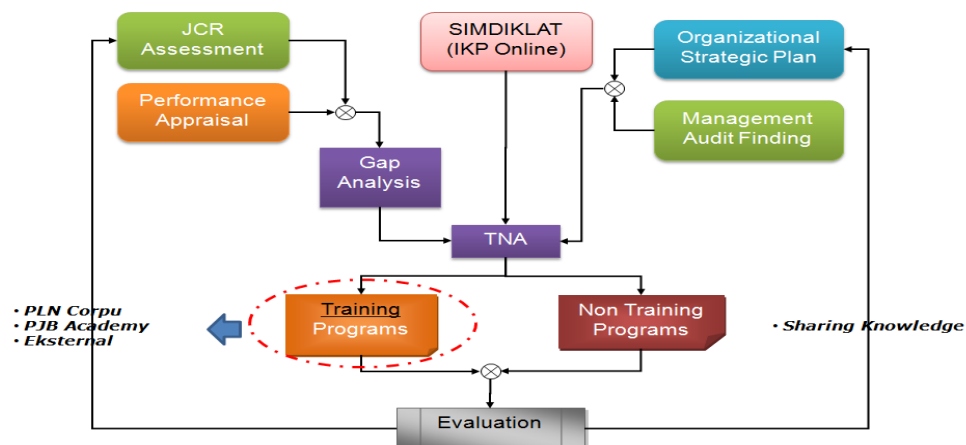 JCR
Assessment
SIMDIKLAT
(IKP Online)
Organizational
Strategic Plan
Performance
Appraisal
Management
Audit Finding
Gap
Analysis
TNA
• PLN Corpu
• PJB Academy
• Eksternal
Training
Programs
Non Training
Programs
• Sharing Knowledge
Evaluation